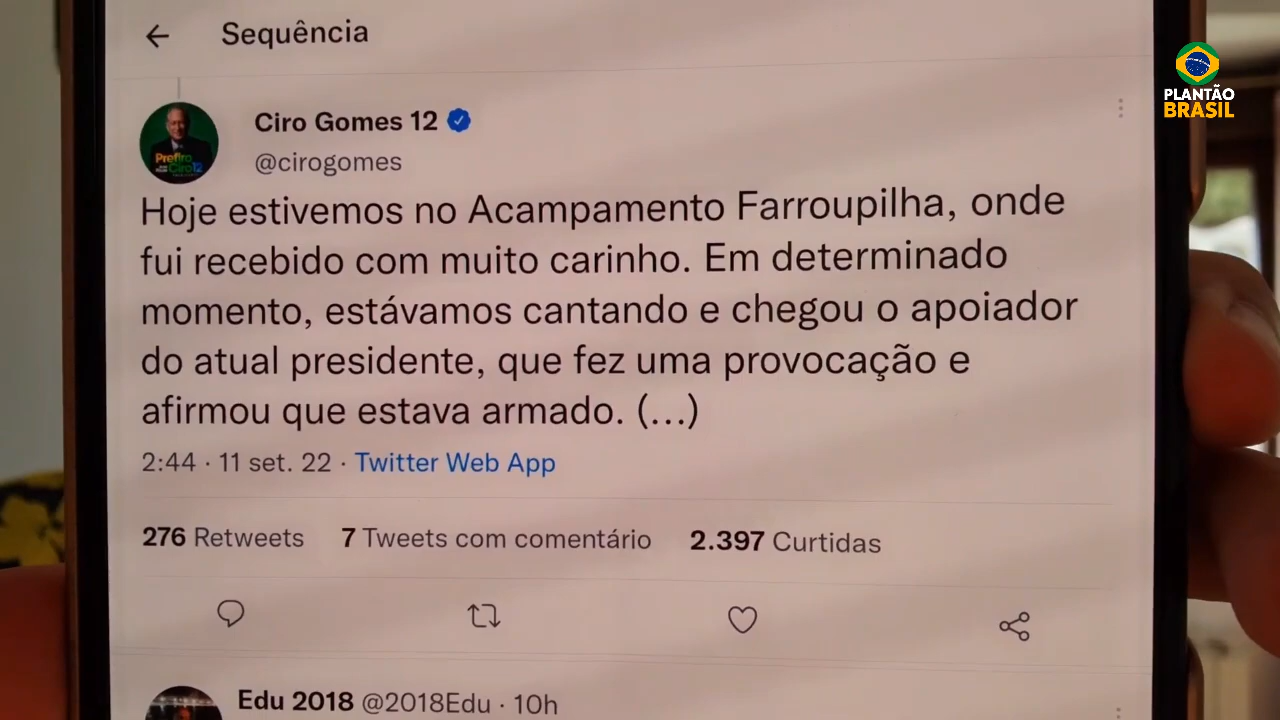 Sequência
PLANTÃO
BRASIL
Ciro Gomes 12
@cirogomes
Prefiro
Ciro12
Hoje estivemos no Acampamento Farroupilha, onde
fui recebido com muito carinho. Em determinado
momento, estávamos cantando e chegou o apoiador
do atual presidente, que fez uma provocação e
afirmou que estava armado. (...)
2:44 · 11 set. 22 · Twitter Web App
276 Retweets 7 Tweets com comentário 2.397 Curtidas
Edu 2018 @2018Edu · 10h